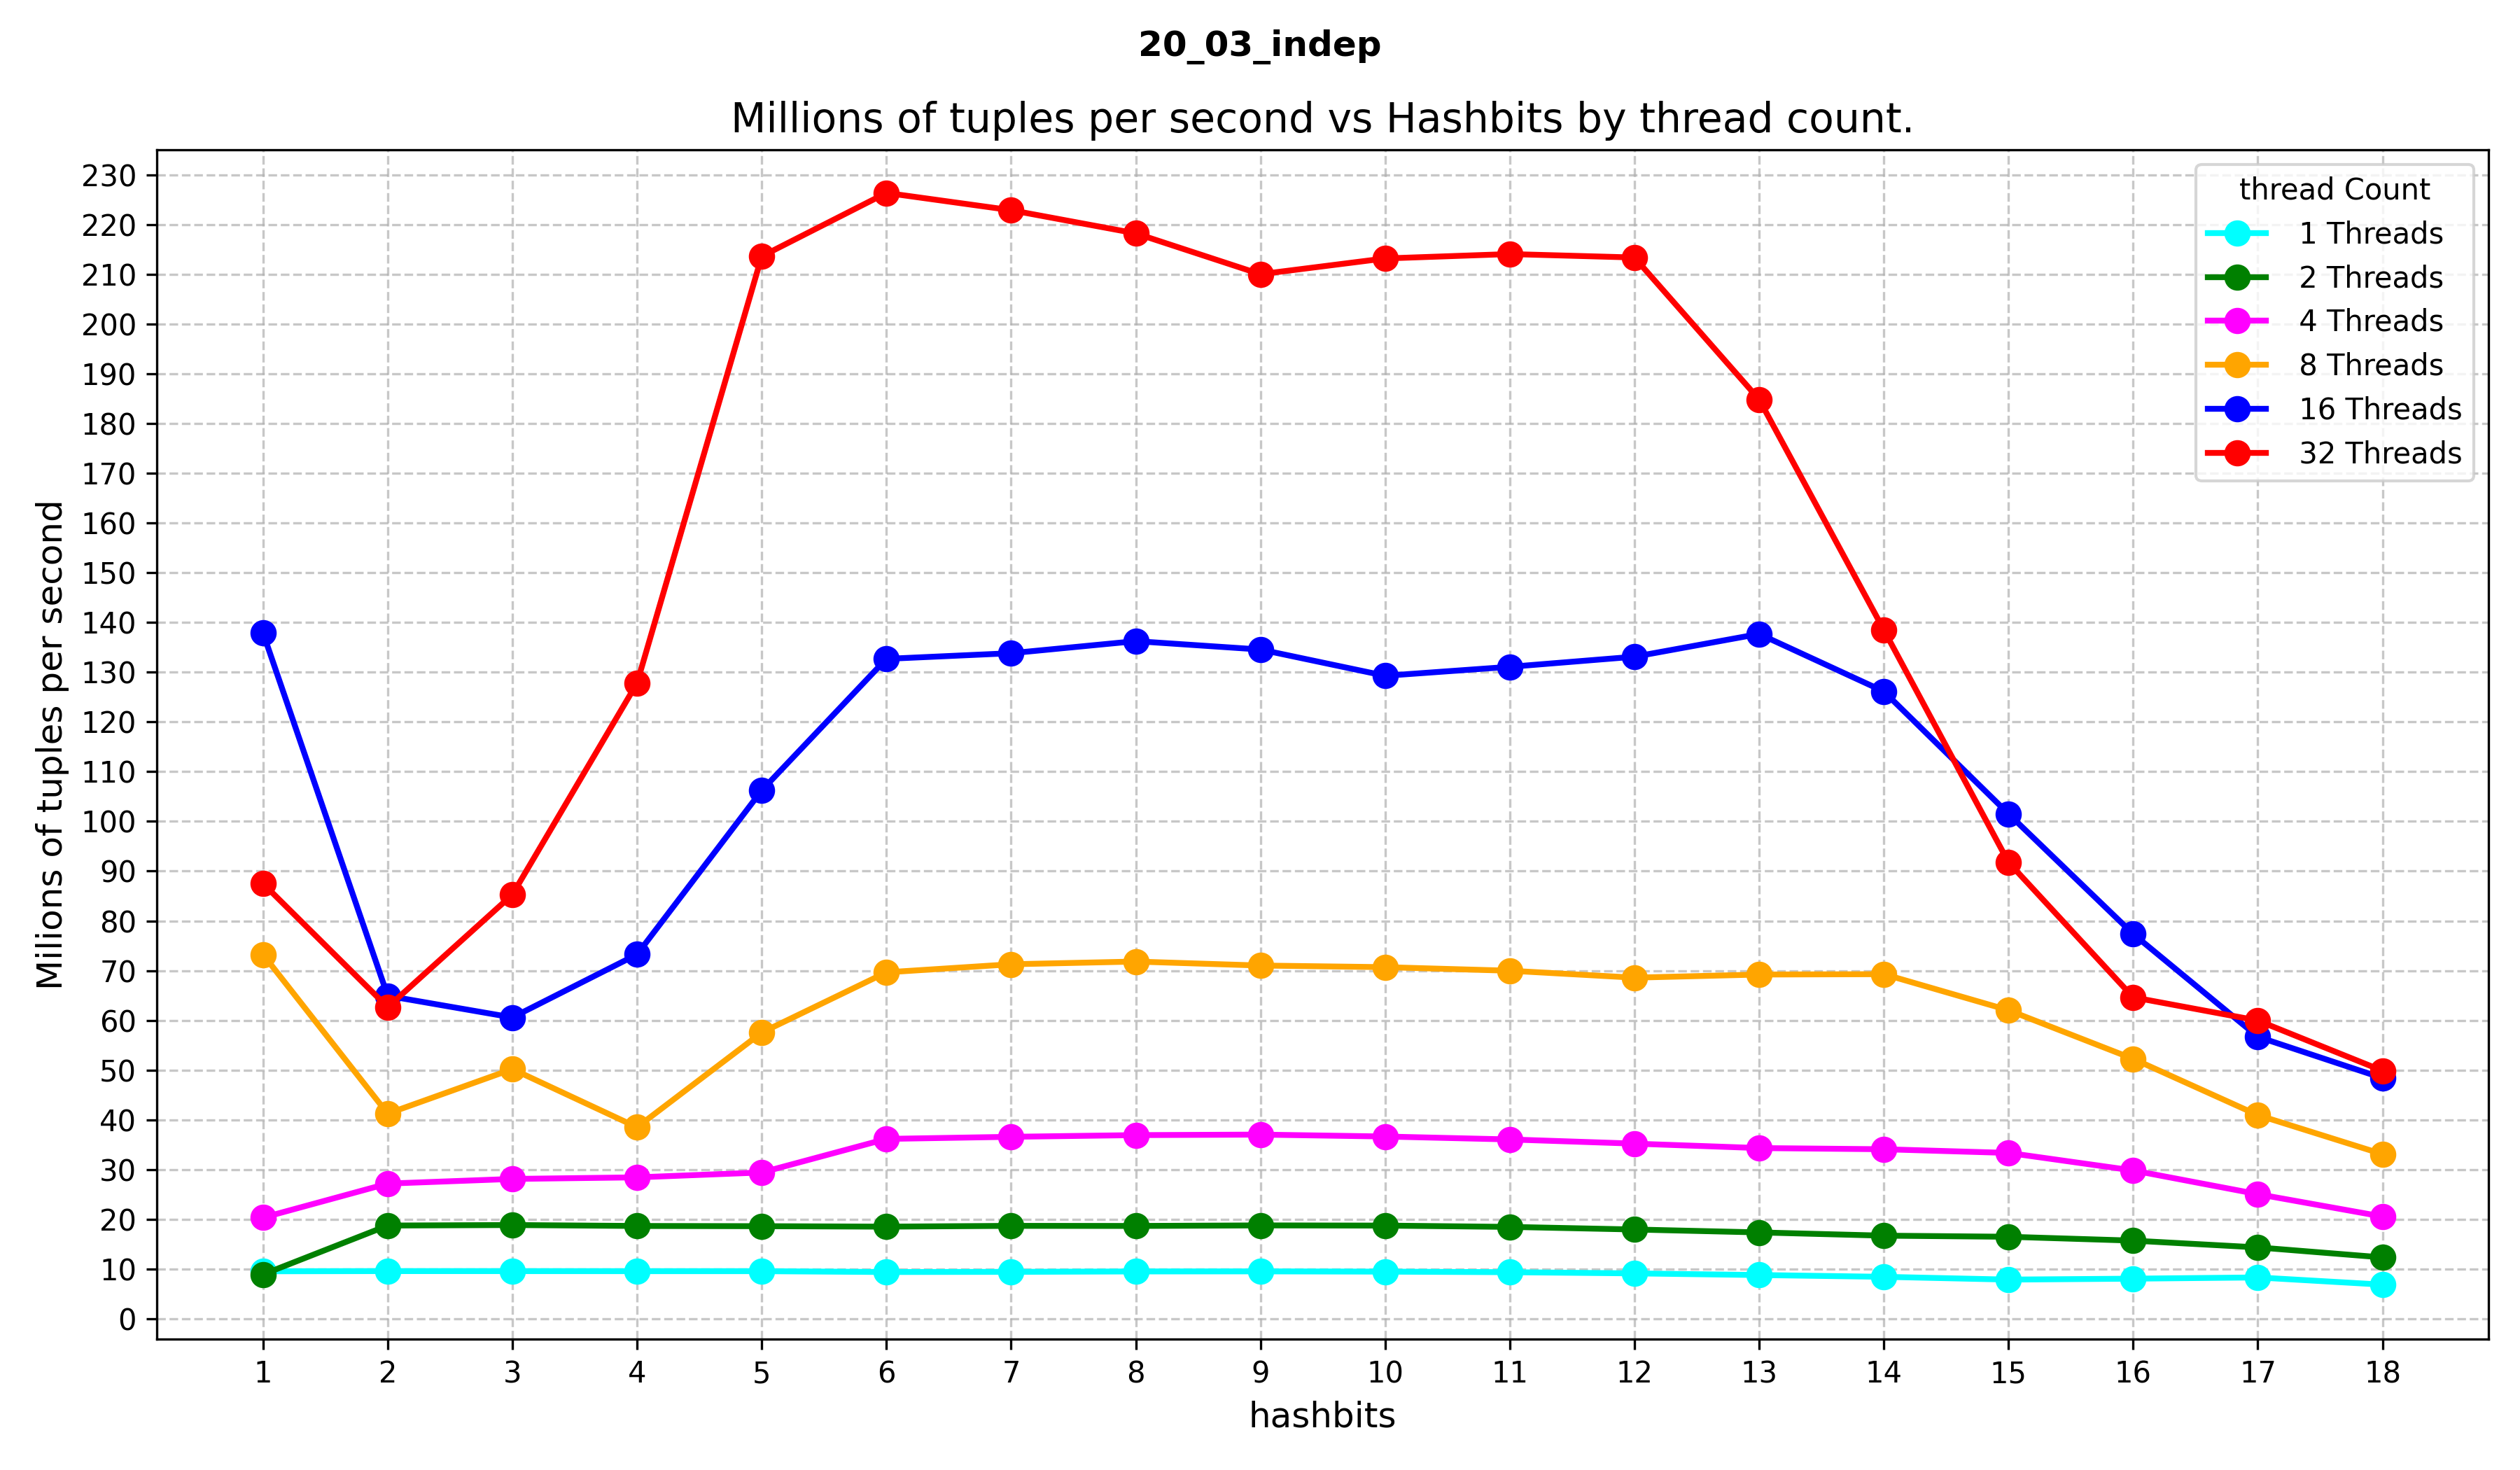 20_03_indep
Millions of tuples per second vs Hashbits by thread count.
Millions of tuples per second
230
220
210
200
190
180
170
160
150
140
130
120
110
100
90
80
70
60
50
40
30
20
10
0
thread Count
1 Threads
2 Threads
4 Threads
8 Threads
16 Threads
32 Threads
1 2 3 4 5 6 7 8 9 10 11 12 13 14 15 16 17 18
hashbits